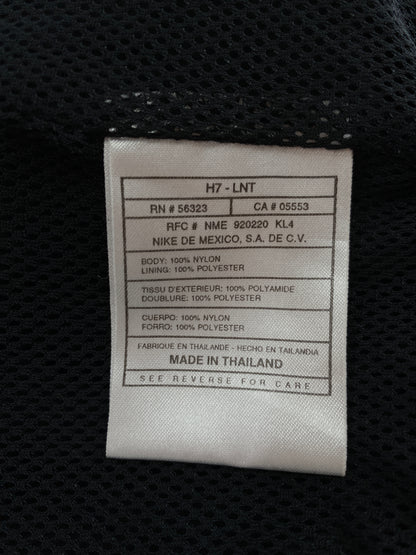 H7 - LNT
RN # 56323 CA # 05553
RFC # NME 920220 KL4
NIKE DE MEXICO, S.A. DE C.V.
BODY: 100% NYLON
LINING: 100% POLYESTER
TISSU D'EXTERIEUR: 100% POLYAMIDE
DOUBLURE: 100% POLYESTER
CUERPO: 100% NYLON
FORRO: 100% POLYESTER
FABRIQUE EN THAILANDE - HECHO EN TAILANDIA
MADE IN THAILAND
SEE REVERSE FOR CARE